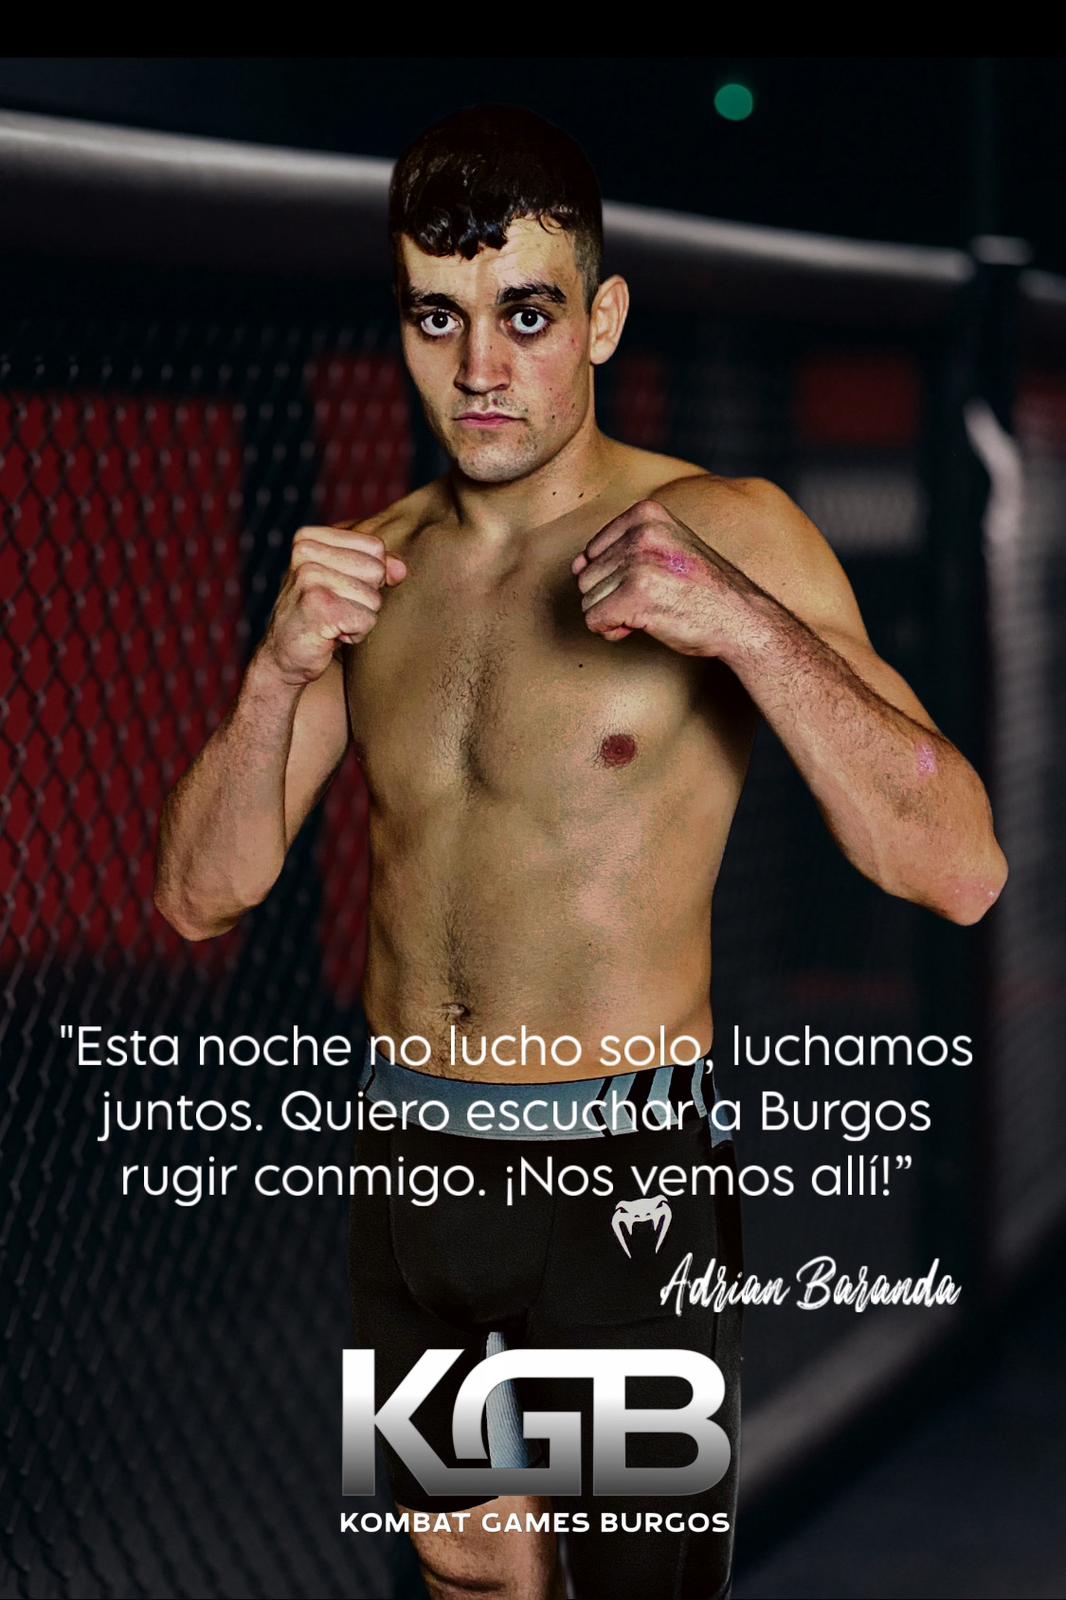 "Esta noche no lucho solo, luchamos
juntos. Quiero escuchar a Burgos
rugir conmigo. ¡Nos vemos allí!”
Adrian Baranda
KGB
KOMBAT GAMES BURGOS